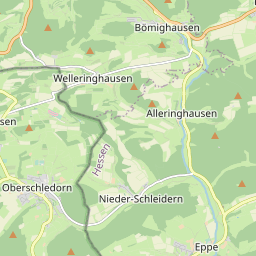 Bömighausen
Welleringhausen
Alleringhausen
sen
Hessen
Oberschledorn
Nieder-Schleidern
Eppe